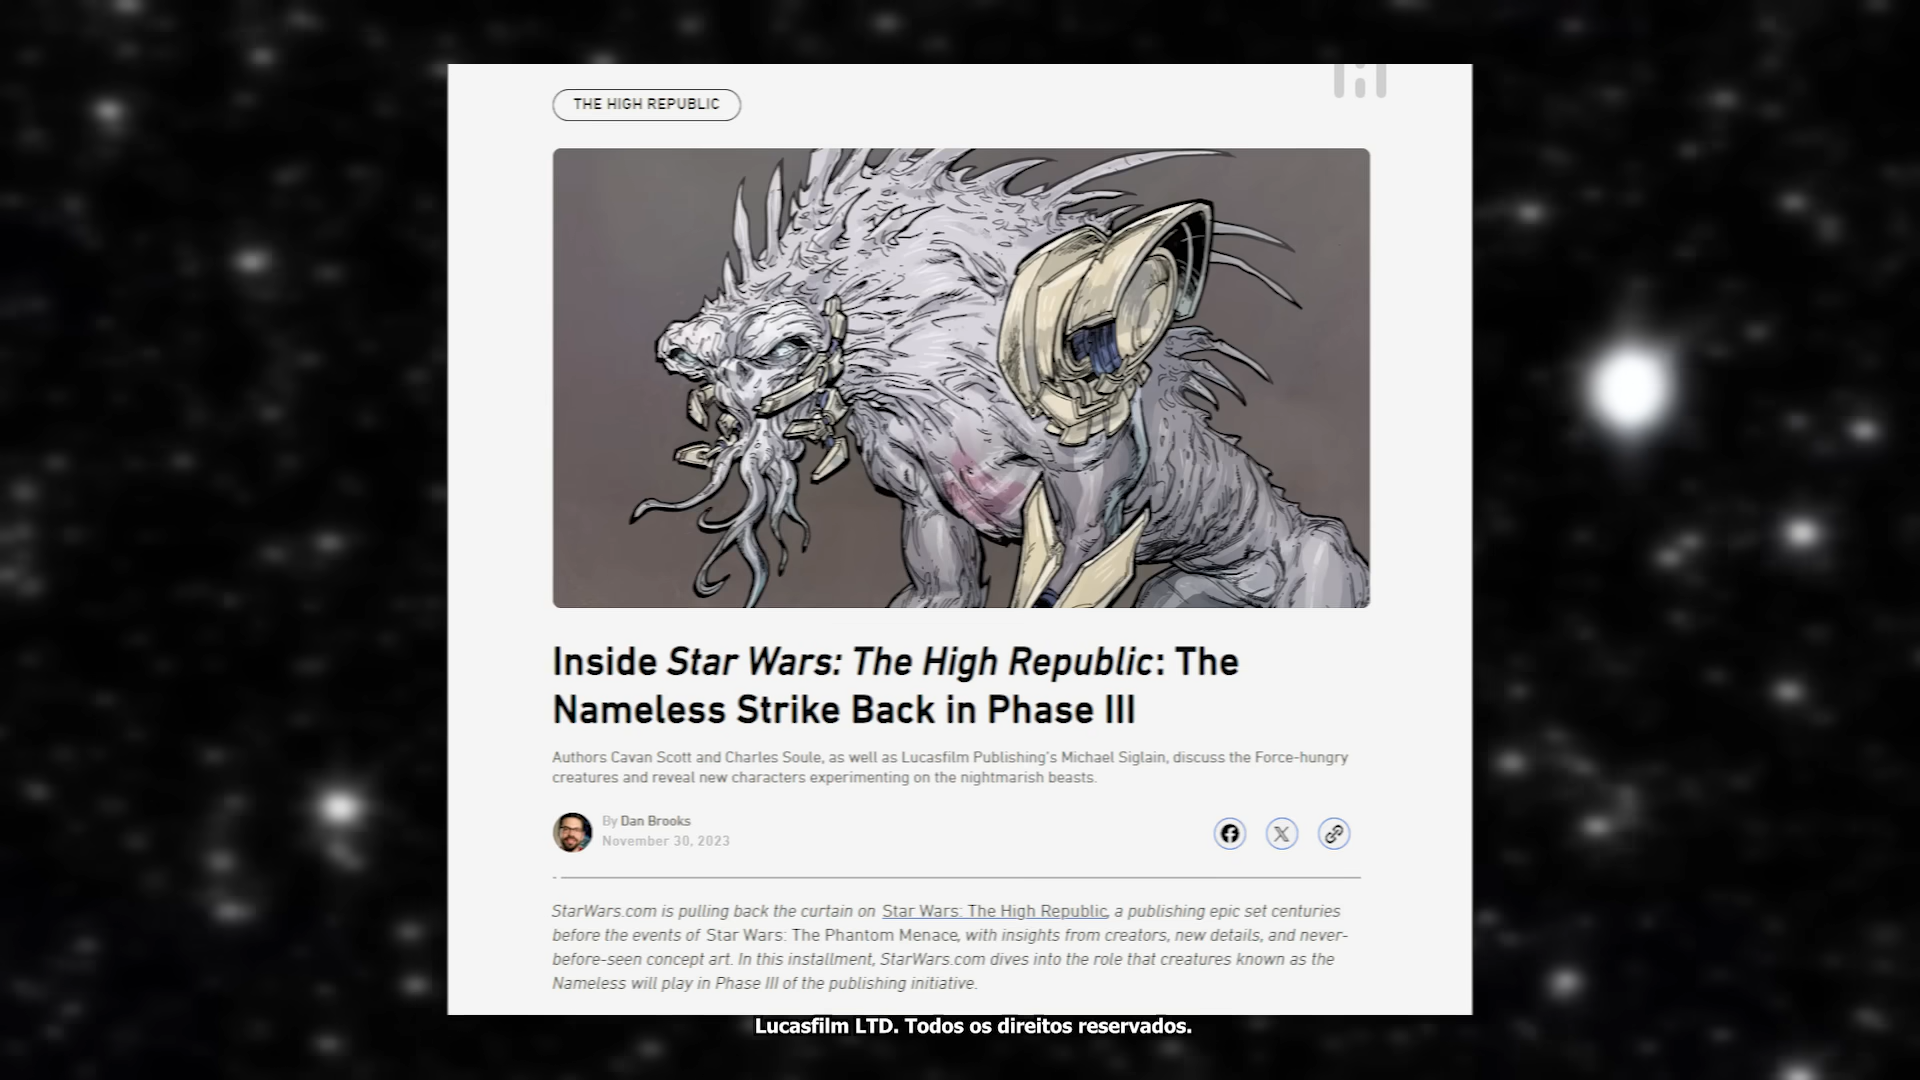 THE HIGH REPUBLIC
Inside Star Wars: The High Republic: The
Nameless Strike Back in Phase III
Authors Cavan Scott and Charles Soule, as well as Lucasfilm Publishing's Michael Siglain, discuss the Force-hungry
creatures and reveal new characters experimenting on the nightmarish beasts.
By Dan Brooks
November 30, 2023
StarWars.com is pulling back the curtain on Star Wars: The High Republic, a publishing epic set centuries
before the events of Star Wars: The Phantom Menace, with insights from creators, new details, and never-
before-seen concept art. In this installment, StarWars.com dives into the role that creatures known as the
Nameless will play in Phase III of the publishing initiative.
Lucasfilm LTD. Todos os direitos reservados.